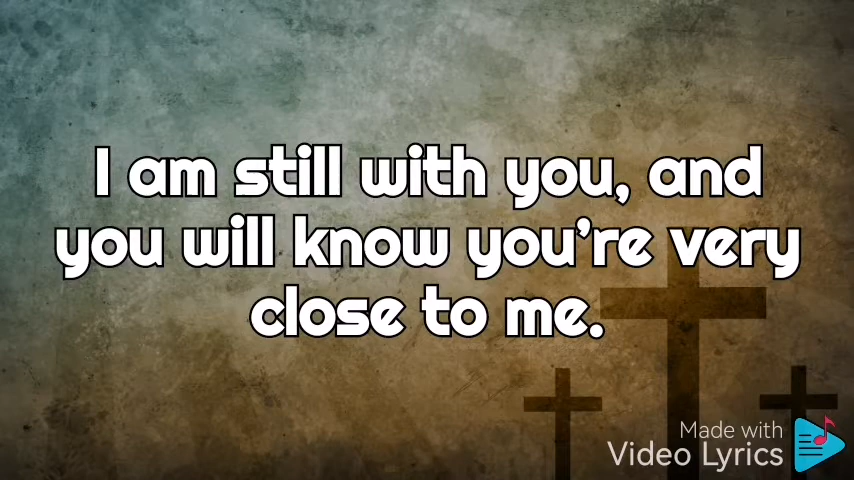 I am still with you, and
you will know you’re very
close to me.
Made with
Video Lyrics